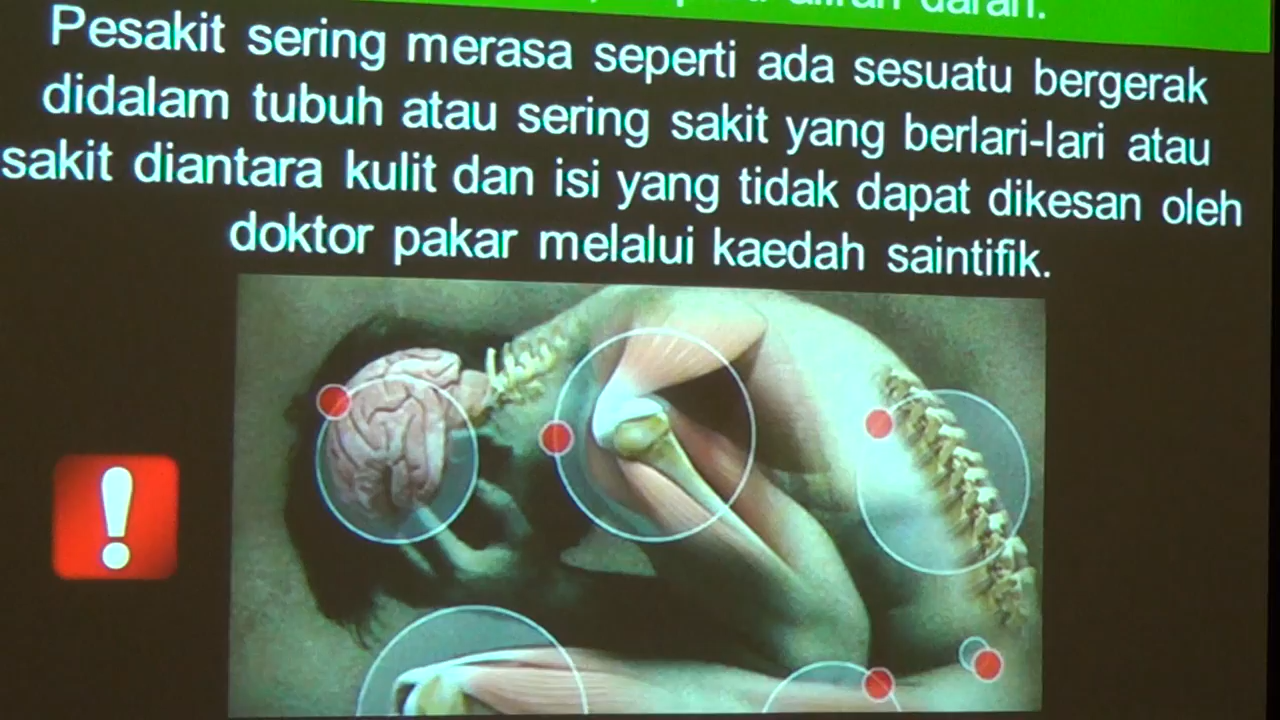 daran.
Pesakit sering merasa seperti ada sesuatu bergerak
didalam tubuh atau sering sakit yang berlari-lari atau
sakit diantara kulit dan isi yang tidak dapat dikesan oleh
doktor pakar melalui kaedah saintifik.
!